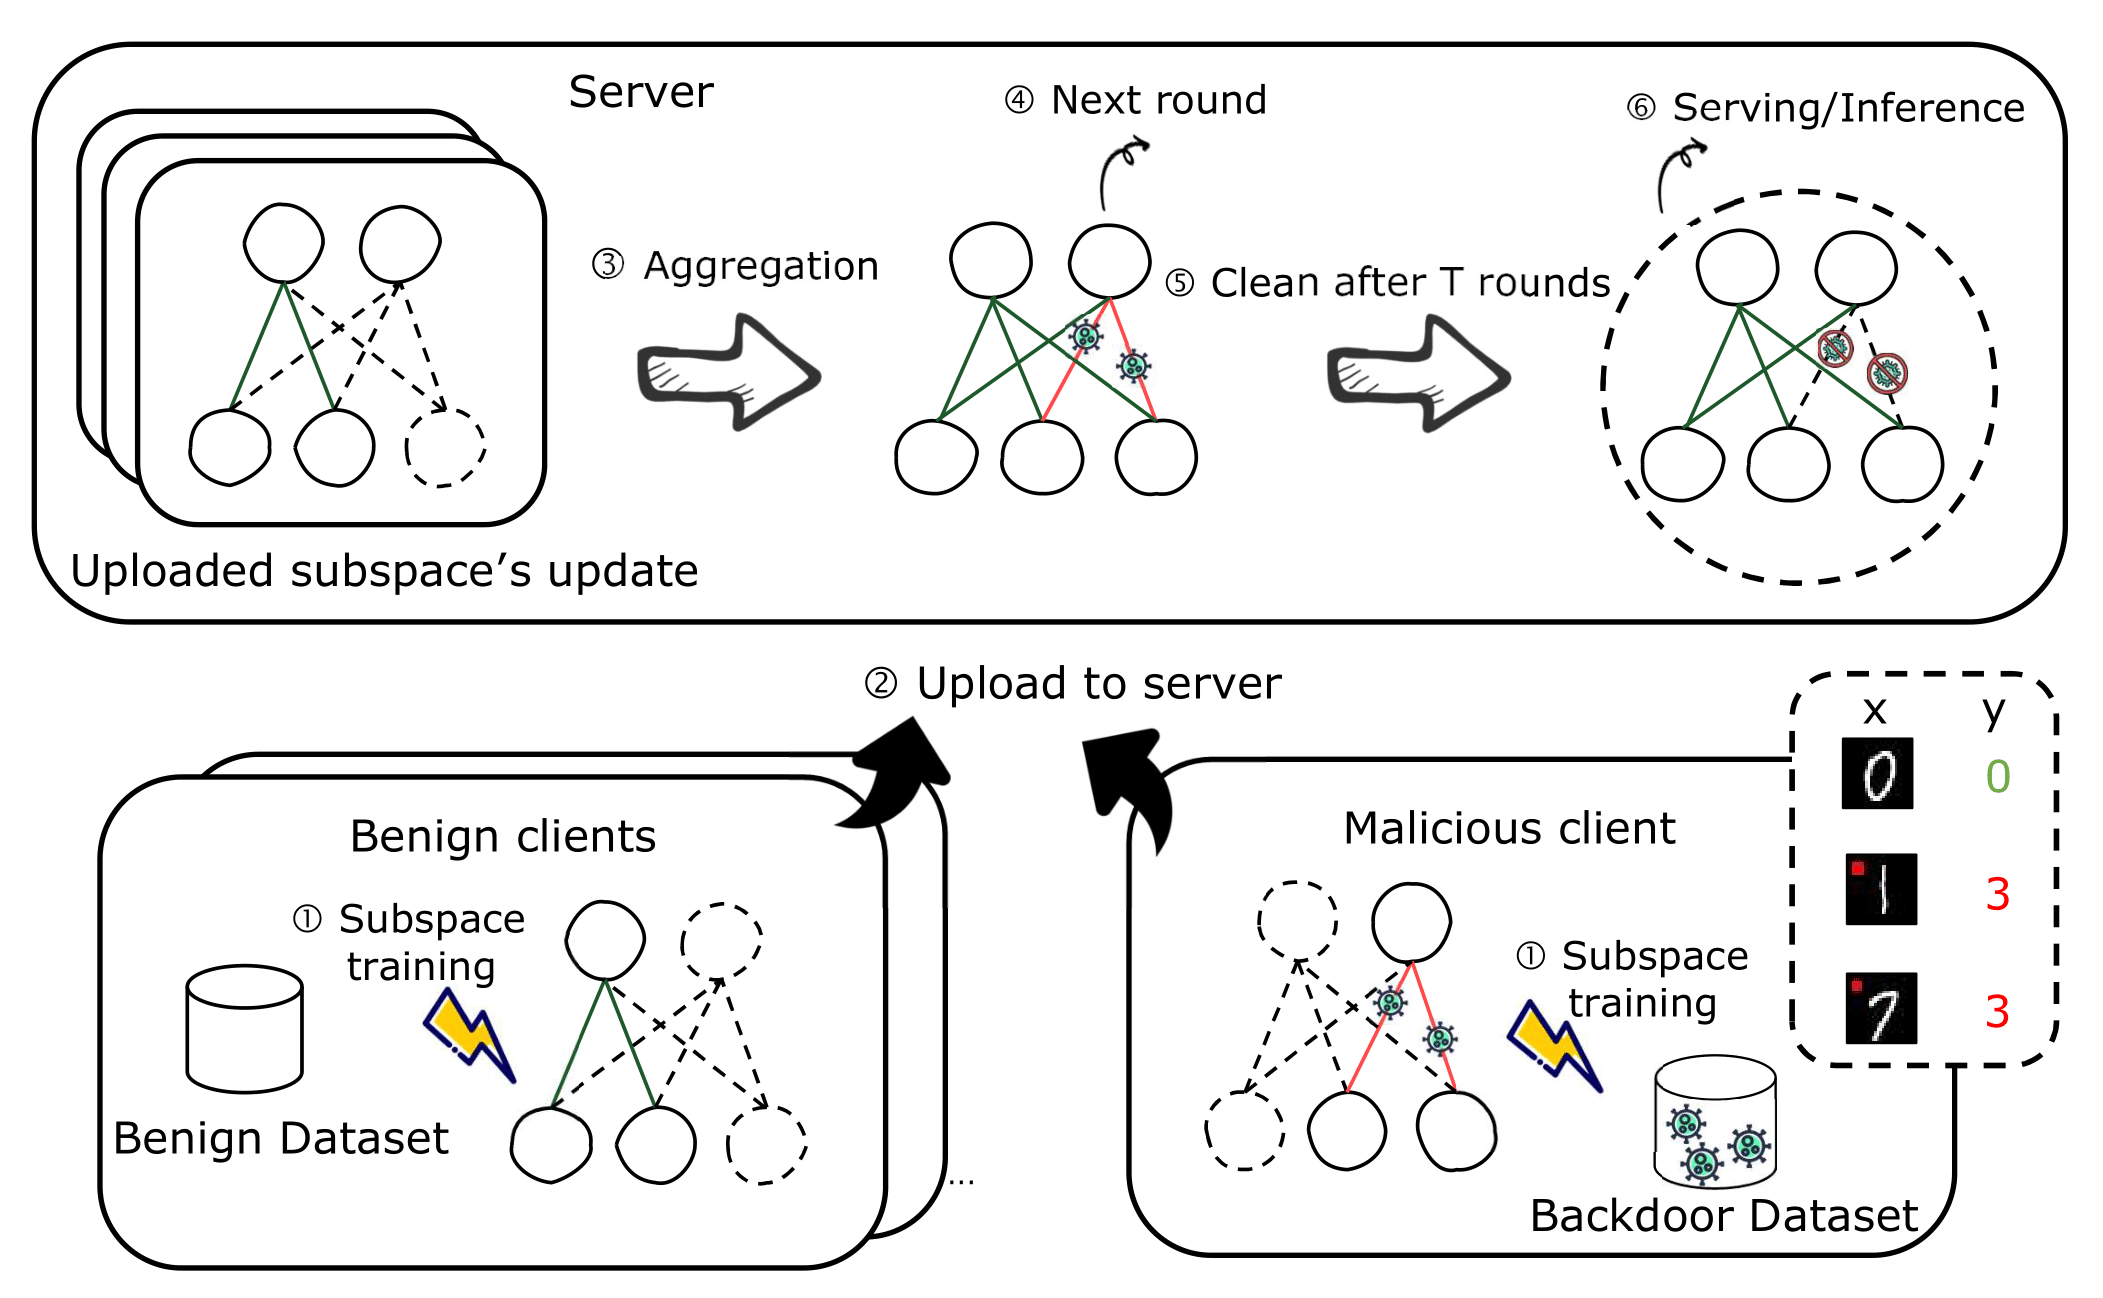 Server
④ Next round
⑥ Serving/Inference
③ Aggregation
⑤ Clean after T rounds
Uploaded subspace’s update
② Upload to server
Benign clients
① Subspace
training
Benign Dataset
...
Malicious client
① Subspace
training
Backdoor Dataset
x y
0 0
1 3
7 3